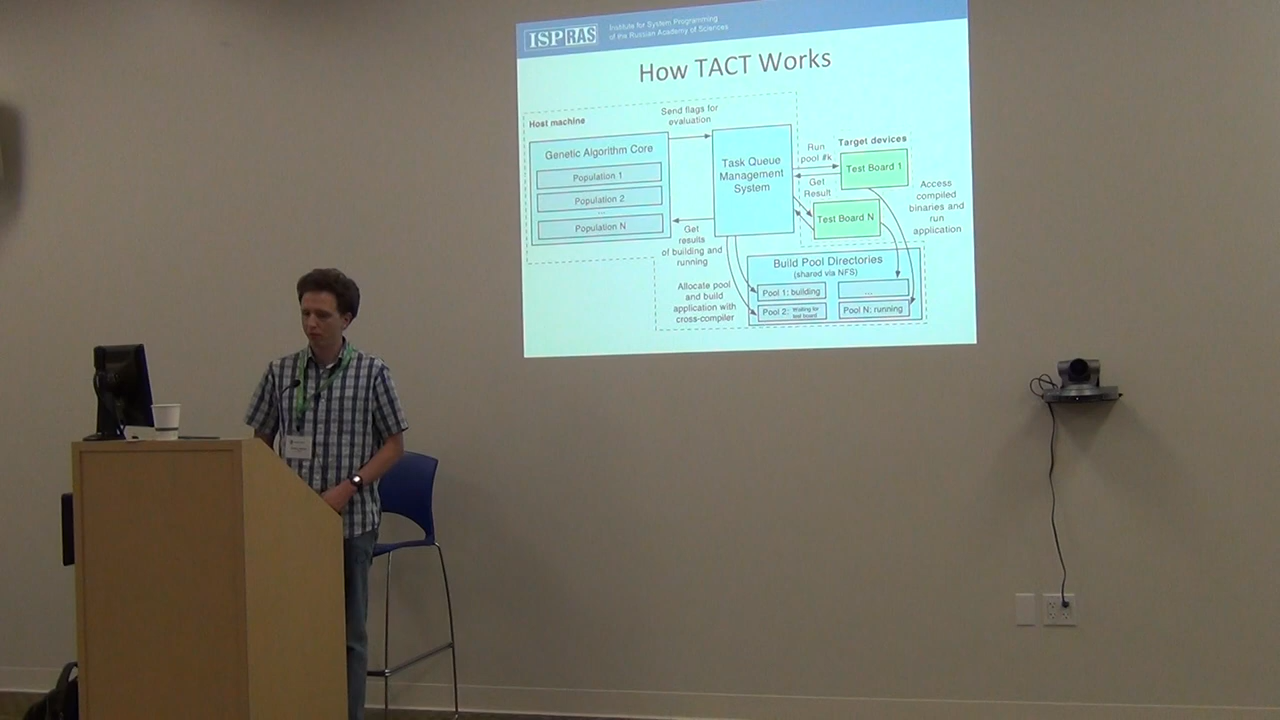 ISPRAS
Institute for System Programming
of the Russian Academy of Sciences
How TACT Works
Host machine
Genetic Algorithm Core
Population 1
Population 2
...
Population N
Send flags for
evaluation
Task Queue
Management
System
Get
results
of building and
running
Run
pool #k
Get
Result
Target devices
Test Board 1
Test Board N
Access
compiled
binaries and
run
application
Allocate pool
and build
application with
cross-compiler
Build Pool Directories
(shared via NFS)
Pool 1: building
...
Pool 2: Waiting for
test board
Pool N: running